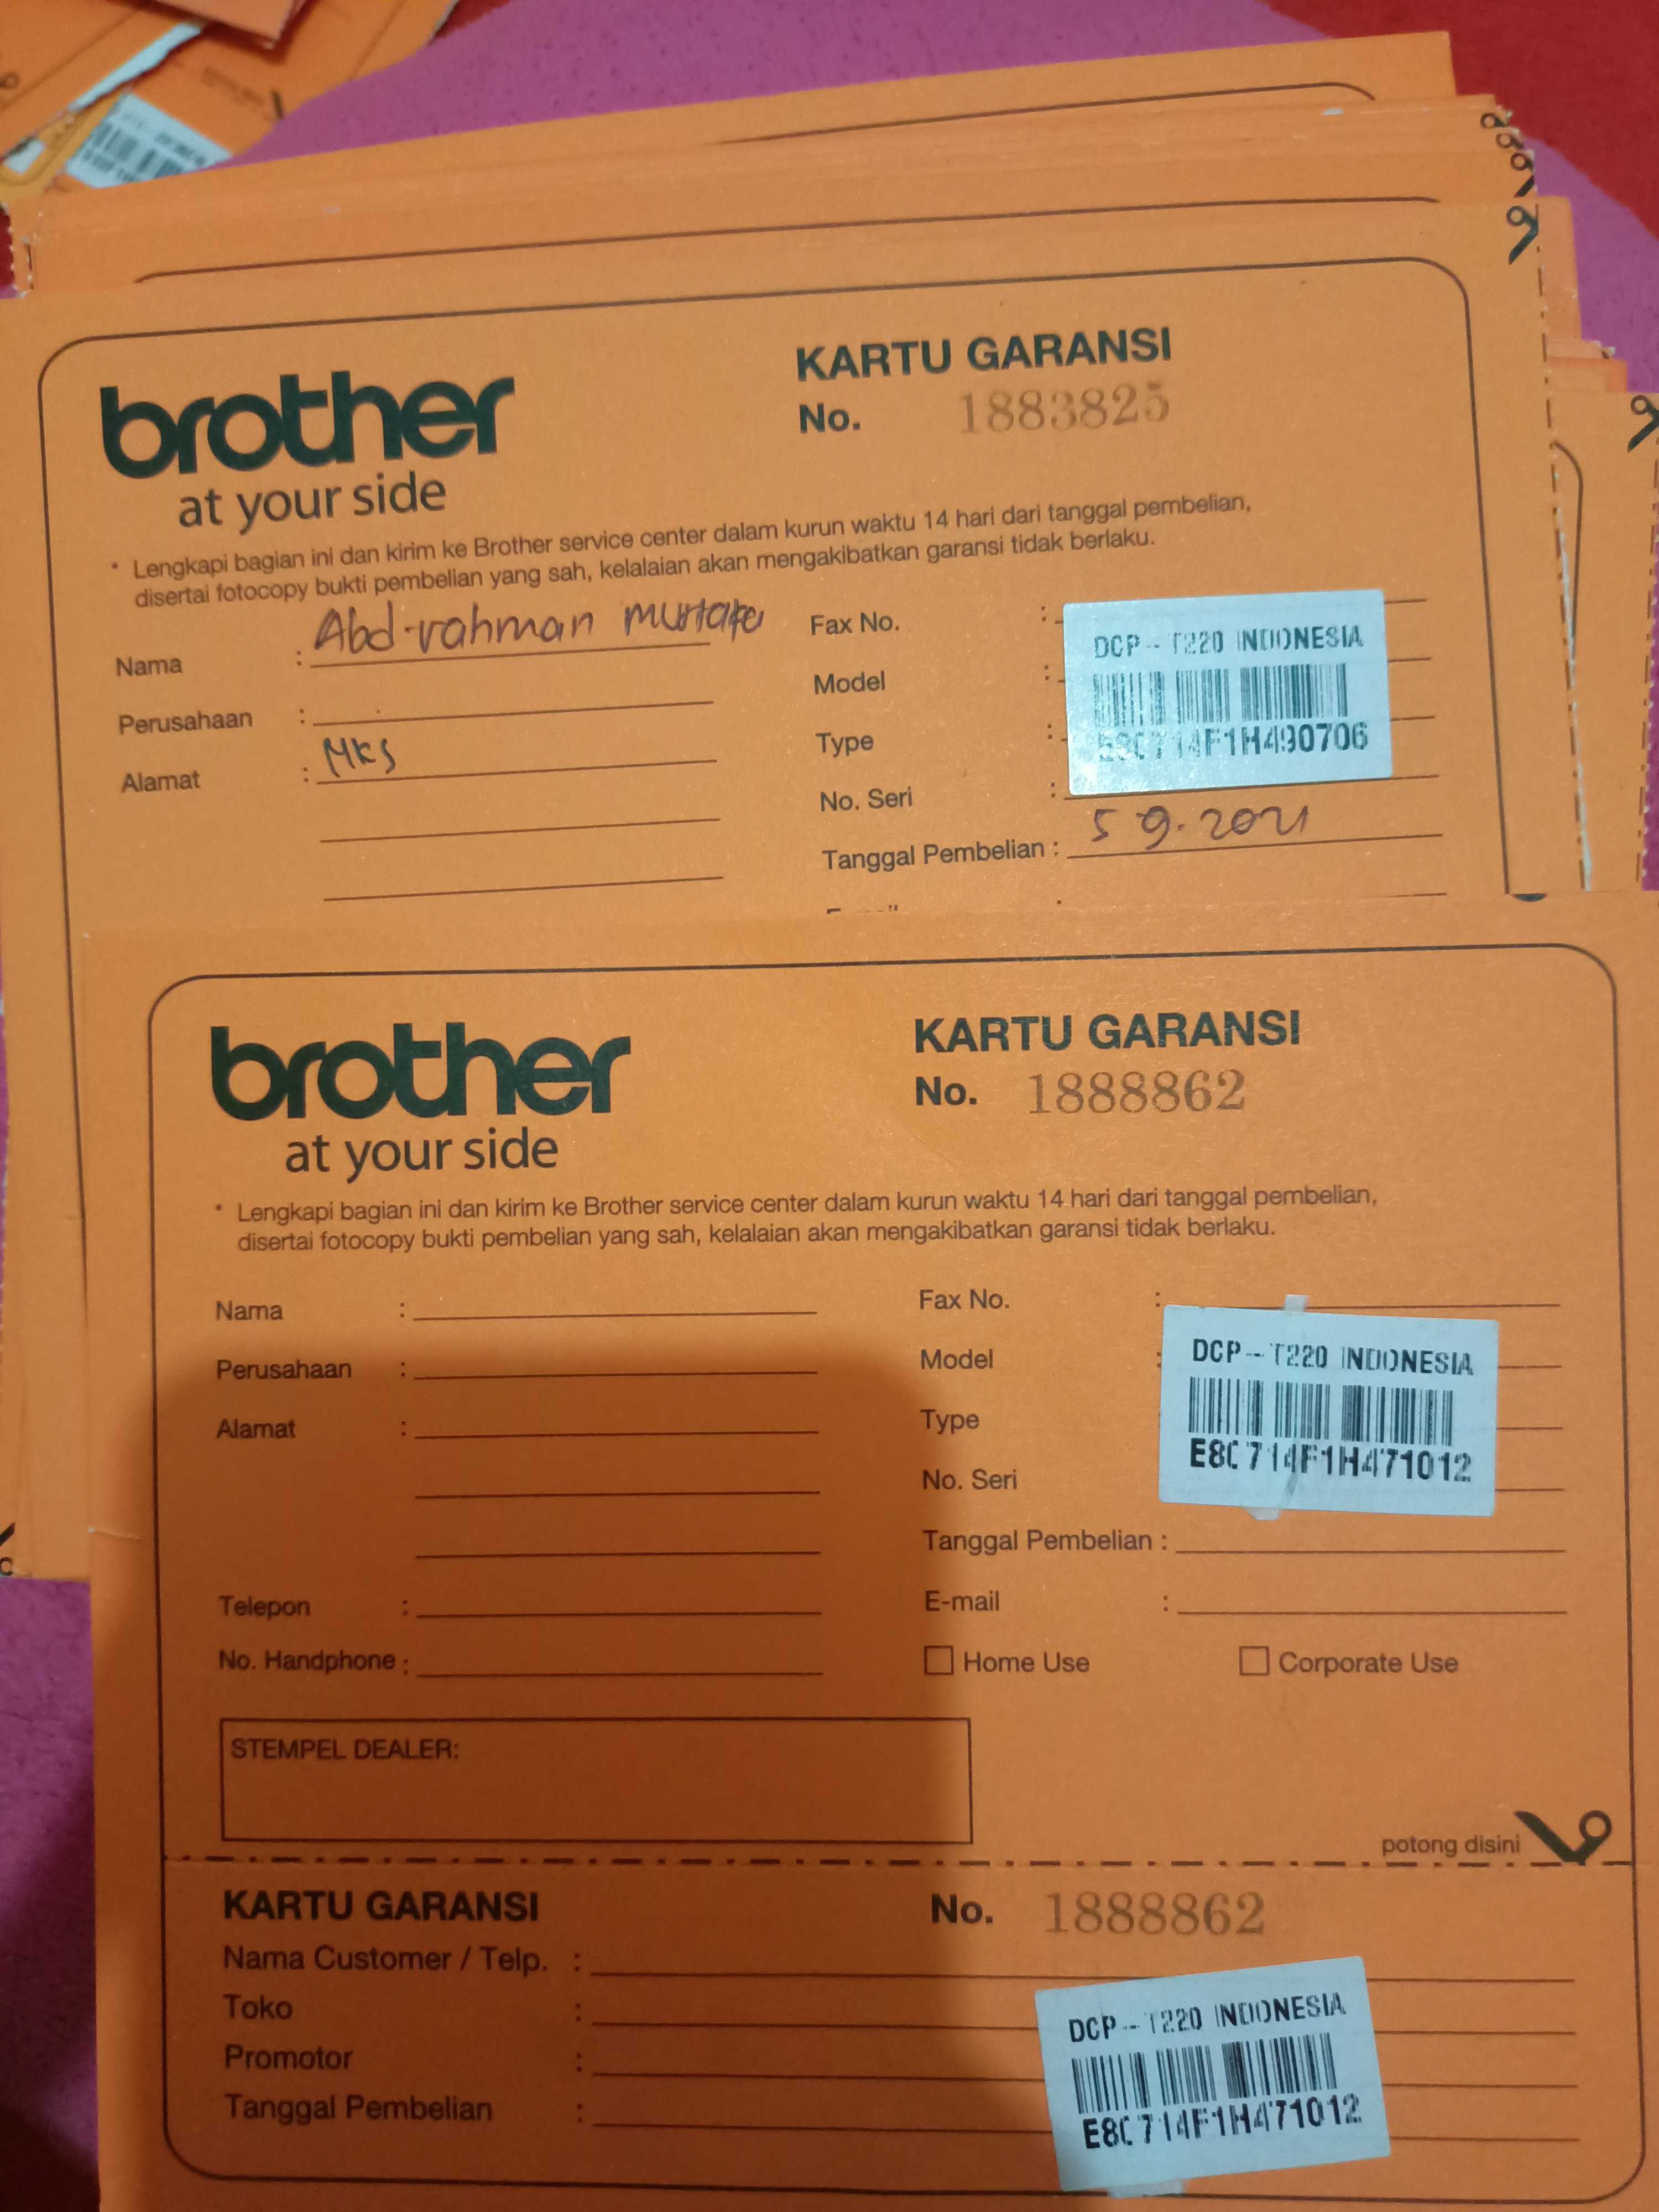 brother
at your side
KARTU GARANSI
No. 1883825
* Lengkapi bagian ini dan kirim ke Brother service center dalam kurun waktu 14 hari dari tanggal pembelian,
disertai fotocopy bukti pembelian yang sah, kelalaian akan mengakibatkan garansi tidak berlaku.
Nama : Abd-rahman
Perusahaan :
Alamat : MKS
Fax No. :
Model :
Type :
No. Seri :
DCP-T220 INDONESIA
E80714F1H490706
Tanggal Pembelian : 5 9. 2021
brother
at your side
KARTU GARANSI
No. 1888862
* Lengkapi bagian ini dan kirim ke Brother service center dalam kurun waktu 14 hari dari tanggal pembelian,
disertai fotocopy bukti pembelian yang sah, kelalaian akan mengakibatkan garansi tidak berlaku.
Nama :
Perusahaan :
Alamat :
Telepon :
No. Handphone :
Fax No. :
Model :
Type
No. Seri
DCP-T220 INDONESIA
E80714F1H471012
Tanggal Pembelian :
E-mail :
Home Use
Corporate Use
STEMPEL DEALER:
potong disini
KARTU GARANSI
No. 1888862
Nama Customer / Telp. :
Toko :
Promotor :
Tanggal Pembelian :
DCP-T220 INDONESIA
E80714F1H471012